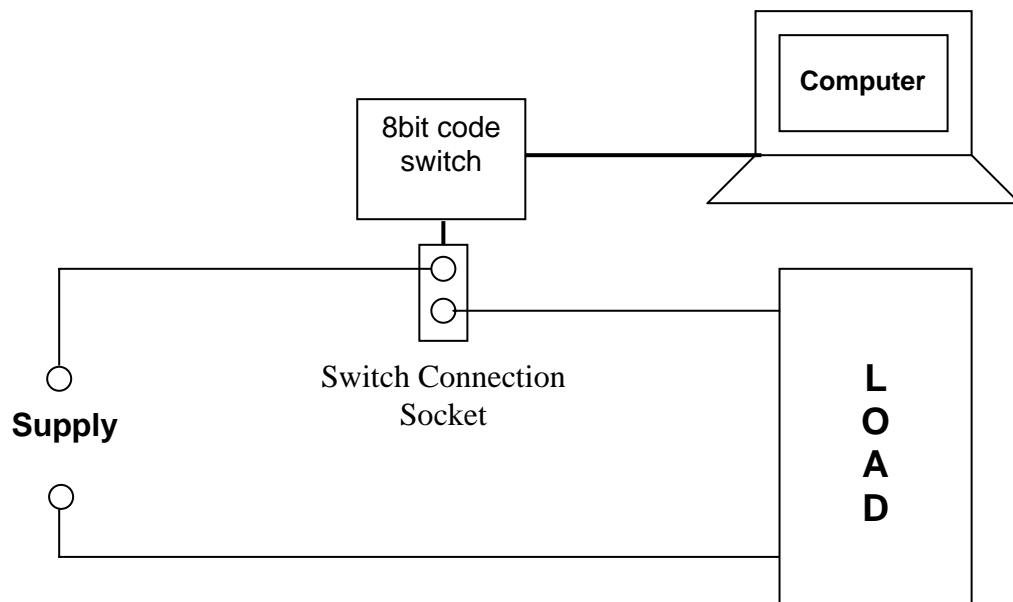 Computer
8bit code
switch
Switch Connection
Socket
Supply
L
O
A
D